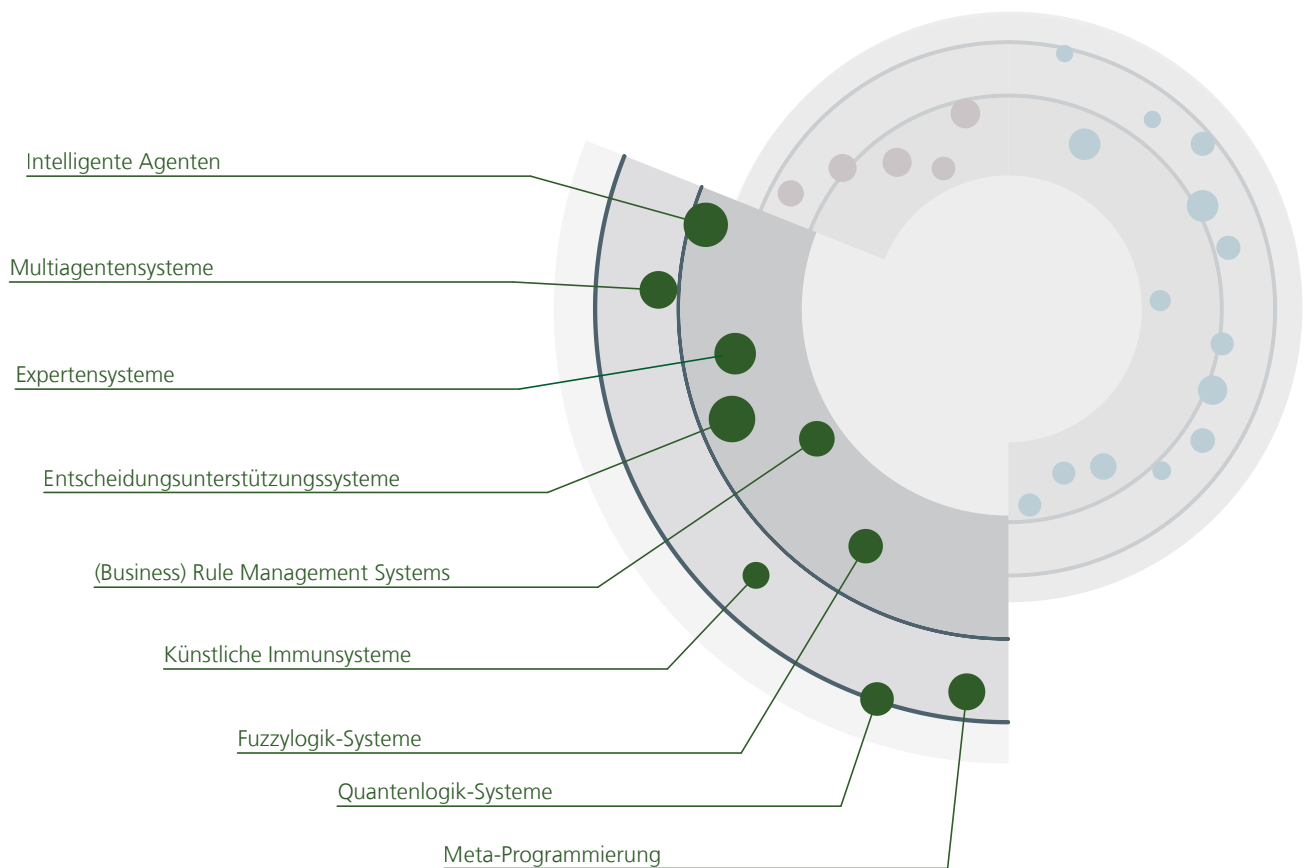 Intelligente Agenten
Multiagentensysteme
Expertensysteme
Entscheidungsunterstützungssysteme
(Business) Rule Management Systems
Künstliche Immunsysteme
Fuzzylogik-Systeme
Quantenlogik-Systeme
Meta-Programmierung